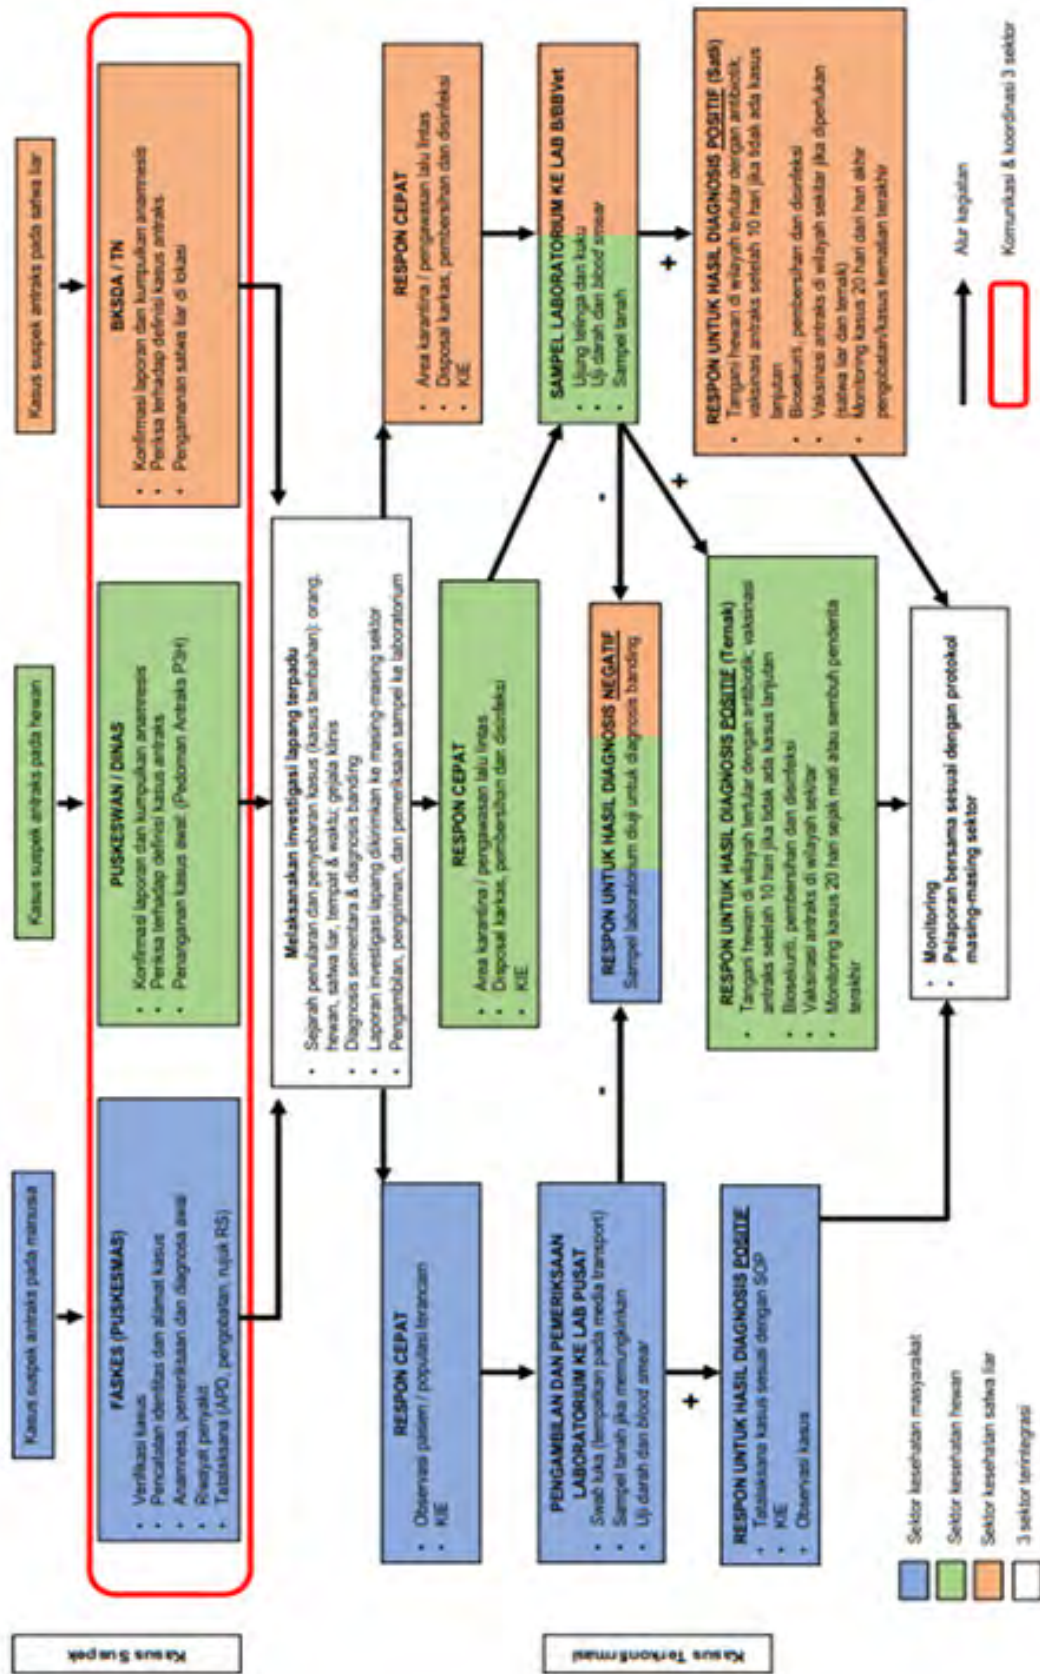 Kasus Suspek
Kasus suspek antraks pada manusia
Kasus suspek antraks pada hewan
Kasus suspek antraks pada satwa liar
FASKES (PUSKESMAS)
• Verifikasi kasus
• Pencatatan identitas dan alamat kasus
• Anamnesa, pemeriksaan dan diagnosa awal
• Riwayat penyakit
• Tatalaksana (APD, pengobatan, rujuk RS)
PUSKESWAN / DINAS
• Konfirmasi laporan dan kumpulkan anamnesis
• Periksa terhadap definisi kasus antraks
• Penanganan kasus awal: (Pedoman Antraks P3H)
BKSDA / TN
• Konfirmasi laporan dan kumpulkan anamnesis
• Periksa terhadap definisi kasus antraks.
• Pengamanan satwa liar di lokasi
Melaksanakan investigasi lapang terpadu
• Sejarah penularan dan penyebaran kasus (kasus tambahan): orang,
hewan, satwa liar, tempat & waktu; gejala klinis
• Diagnosis sementara & diagnosis banding
• Laporan investigasi lapang dikirimkan ke masing-masing sektor
• Pengambilan, pengiriman, dan pemeriksaan sampel ke laboratorium
RESPON CEPAT
• Observasi pasien / populasi terancam
• KIE
RESPON CEPAT
• Area karantina / pengawasan lalu lintas
• Disposal karkas, pembersihan dan disinfeksi
• KIE
RESPON CEPAT
• Area karantina / pengawasan lalu lintas
• Disposal karkas, pembersihan dan disinfeksi
• KIE
Kasus Terkonfirmasi
PENGAMBILAN DAN PEMERIKSAAN
LABORATORIUM KE LAB PUSAT
• Swab luka (tempatkan pada media transport)
• Sampel tanah jika memungkinkan
• Uji darah dan blood smear
SAMPEL LABORATORIUM KE LAB B/BBVet
• Ujung telinga dan kuku
• Uji darah dan blood smear
• Sampel tanah
-
-
RESPON UNTUK HASIL DIAGNOSIS NEGATIF
Sampel laboratorium diuji untuk diagnosis banding
+
+
+
RESPON UNTUK HASIL DIAGNOSIS POSITIF
• Tatalaksana kasus sesuai dengan SOP
• KIE
• Observasi kasus
RESPON UNTUK HASIL DIAGNOSIS POSITIF (Ternak)
• Tangani hewan di wilayah tertular dengan antibiotik; vaksinasi
antraks setelah 10 hari jika tidak ada kasus lanjutan
• Biosekuriti, pembersihan dan disinfeksi
• Vaksinasi antraks di wilayah sekitar
• Monitoring kasus 20 hari sejak mati atau sembuh penderita
terakhir
RESPON UNTUK HASIL DIAGNOSIS POSITIF (Satli)
• Tangani hewan di wilayah tertular dengan antibiotik;
vaksinasi antraks setelah 10 hari jika tidak ada kasus
lanjutan
• Biosekuriti, pembersihan dan disinfeksi
• Vaksinasi antraks di wilayah sekitar jika diperlukan
(satwa liar dan ternak)
• Monitoring kasus 20 hari dari hari akhir
pengobatan/kasus kematian terakhir
• Monitoring
• Pelaporan bersama sesuai dengan protokol
masing-masing sektor
Sektor kesehatan masyarakat
Sektor kesehatan hewan
Sektor kesehatan satwa liar
3 sektor terintegrasi
Alur kegiatan
Komunikasi & koordinasi 3 sektor